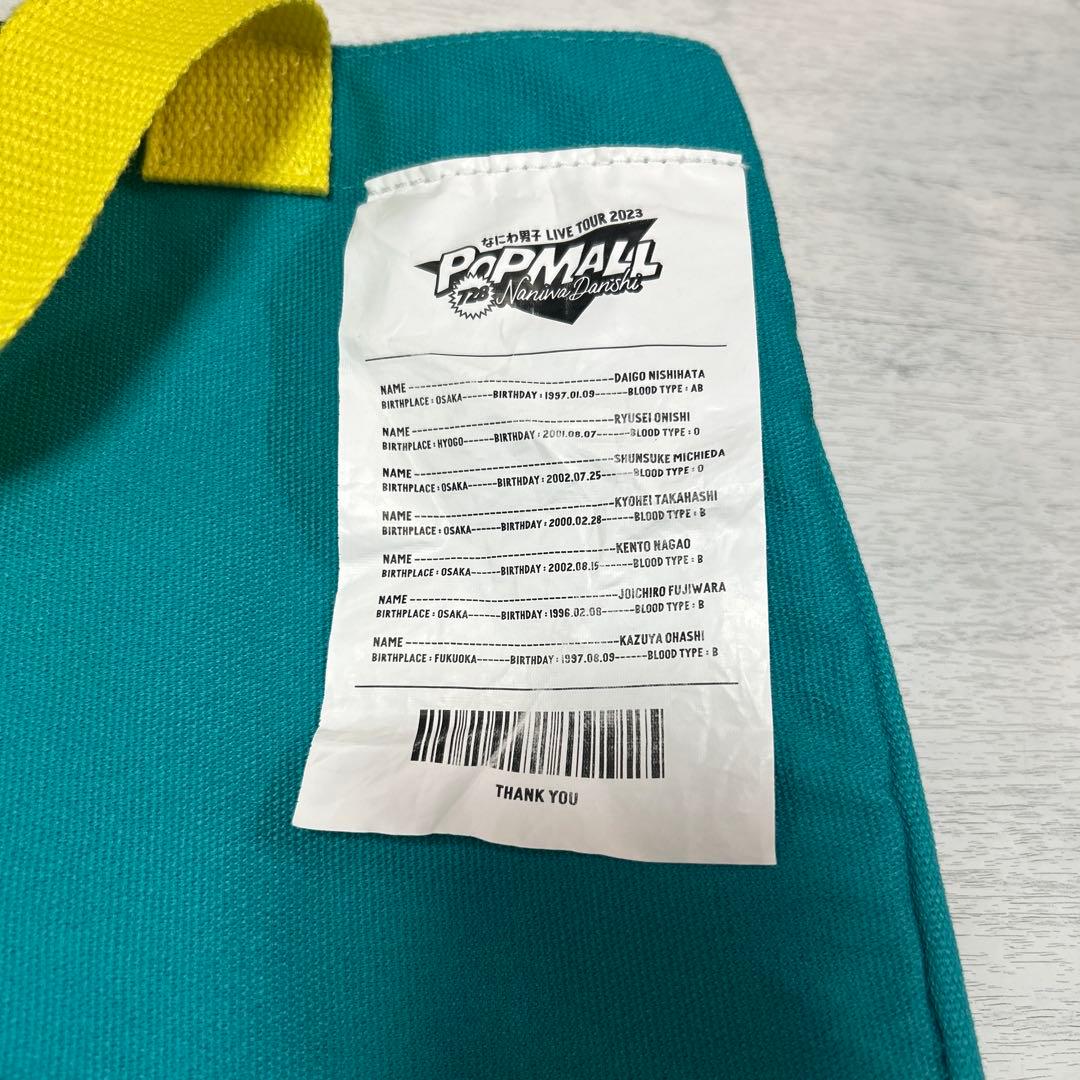 なにわ男子 LIVE TOUR 2023
POPMALL
728 Naniwa Danshi
NAME------------------------------DAIGO NISHIHATA
BIRTHPLACE : OSAKA------BIRTHDAY : 1997.01.09------BLOOD TYPE : AB
NAME------------------------------RYUSEI ONISHI
BIRTHPLACE : HYOGO------BIRTHDAY : 2001.08.07------BLOOD TYPE : O
NAME------------------------------SHUNSUKE MICHIEDA
BIRTHPLACE : OSAKA------BIRTHDAY : 2002.07.25------BLOOD TYPE : O
NAME------------------------------KYOHEI TAKAHASHI
BIRTHPLACE : OSAKA------BIRTHDAY : 2000.02.28------BLOOD TYPE : B
NAME------------------------------KENTO NAGAO
BIRTHPLACE : OSAKA------BIRTHDAY : 2002.08.15------BLOOD TYPE : B
NAME------------------------------JOICHIRO FUJIWARA
BIRTHPLACE : OSAKA------BIRTHDAY : 1996.02.08------BLOOD TYPE : B
NAME------------------------------KAZUYA OHASHI
BIRTHPLACE : FUKUOKA------BIRTHDAY : 1997.08.09------BLOOD TYPE : B
THANK YOU